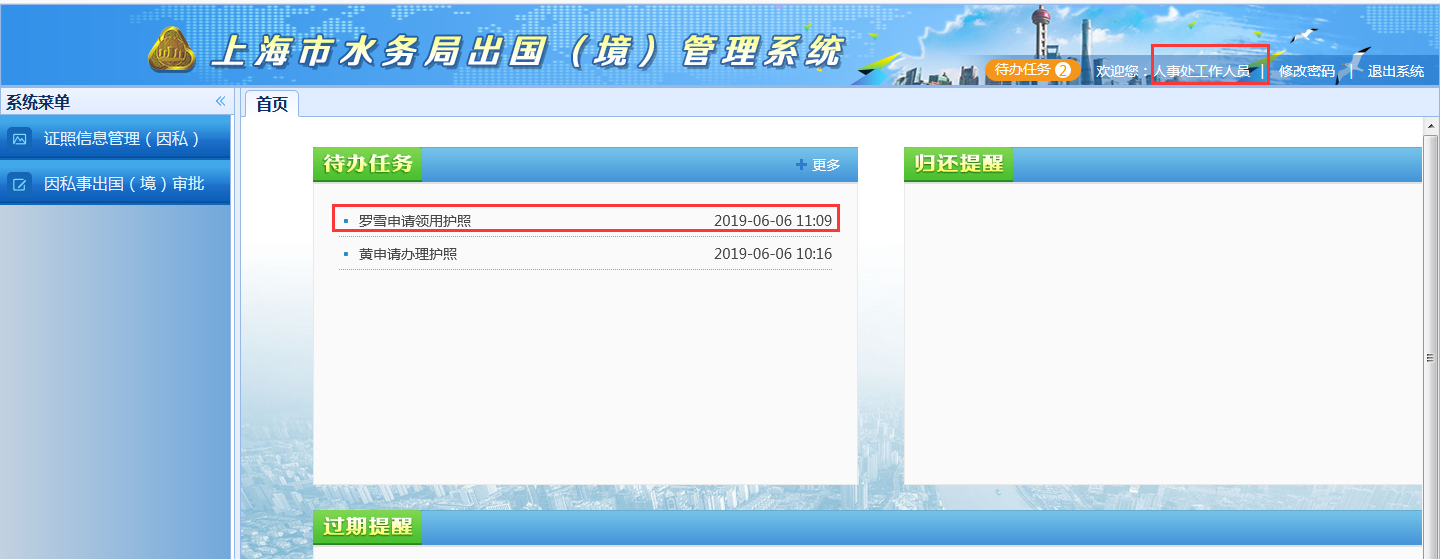 上海市水务局出国（境）管理系统
待办任务 2 欢迎您：人事处工作人员 | 修改密码 | 退出系统
系统菜单 «
首页
证照信息管理（因私）
因私事出国（境）审批
待办任务 + 更多
罗雪申请领用护照 2019-06-06 11:09
黄申请办理护照 2019-06-06 10:16
归还提醒
过期提醒